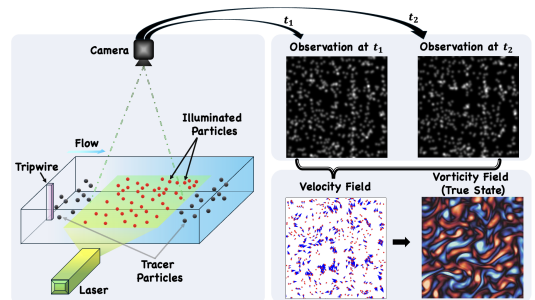 t₁
t₂
Camera
Observation at t₁
Observation at t₂
Illuminated
Particles
Flow
Tripwire
Velocity Field
Vorticity Field
(True State)
Tracer
Particles
Laser